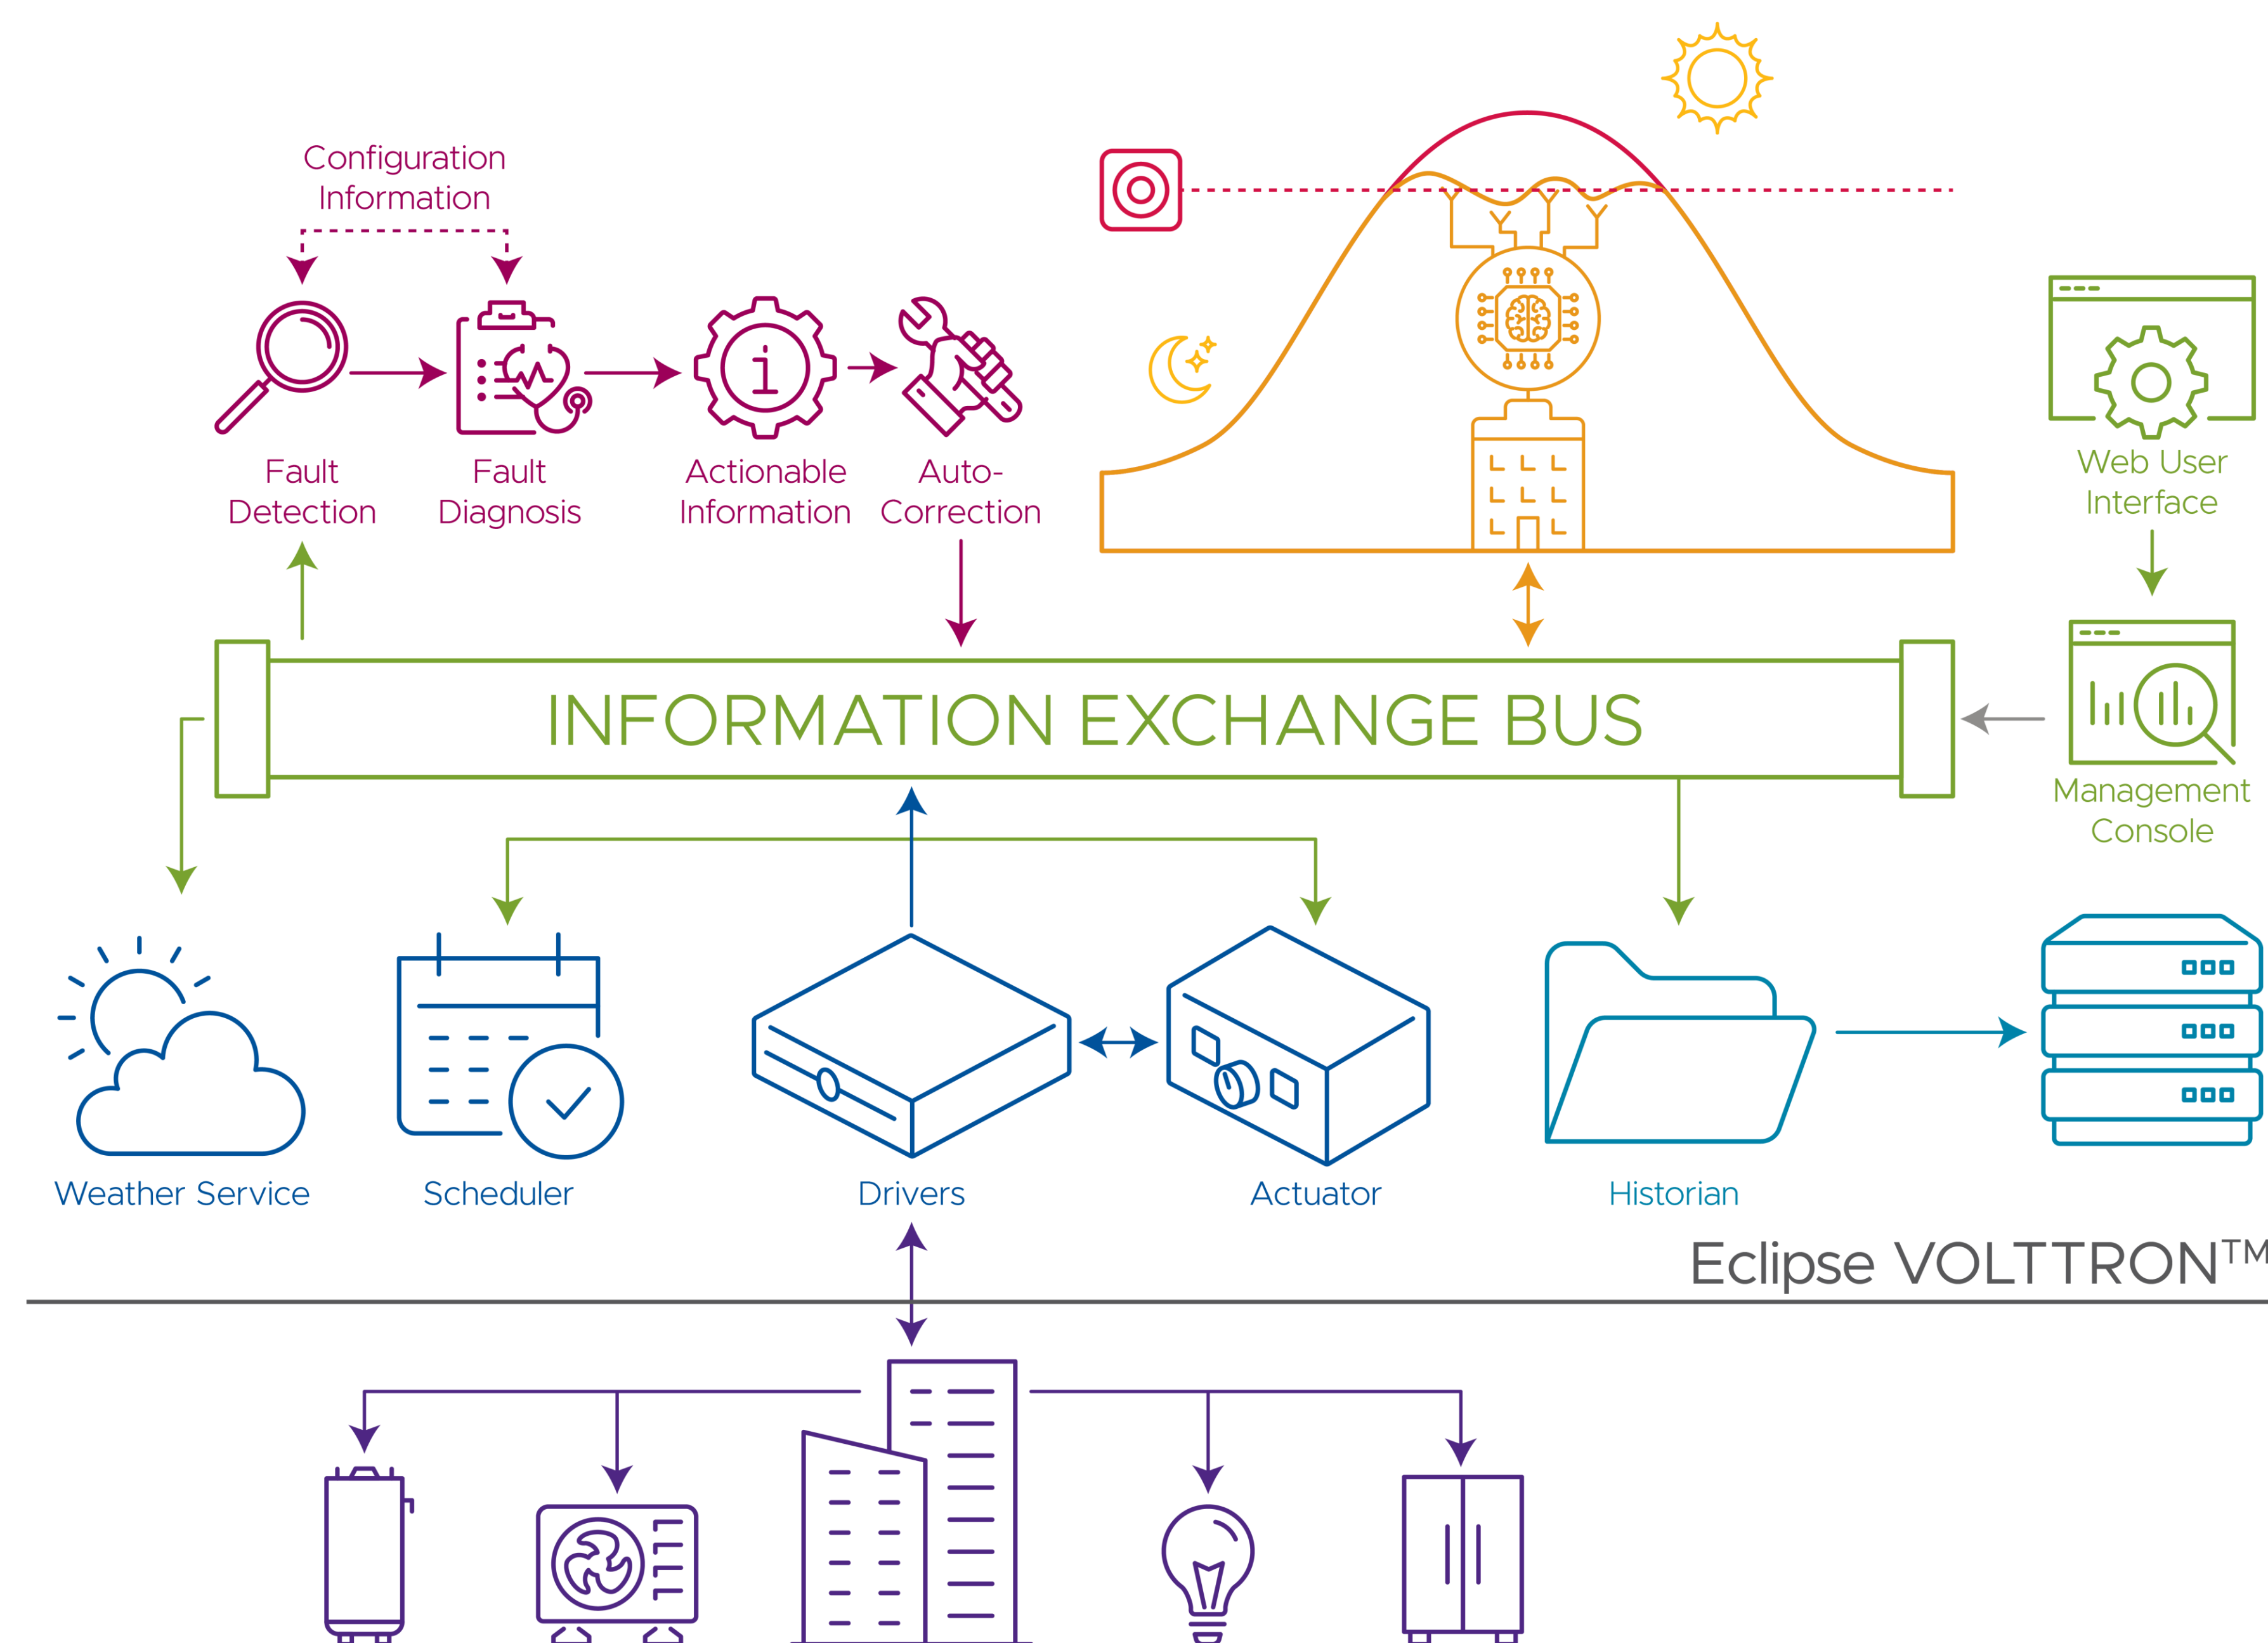 Configuration
Information
Fault
Detection
Fault
Diagnosis
Actionable
Information
Auto-
Correction
Web User
Interface
INFORMATION EXCHANGE BUS
Management
Console
Weather Service
Scheduler
Drivers
Actuator
Historian
Eclipse VOLTTRON™